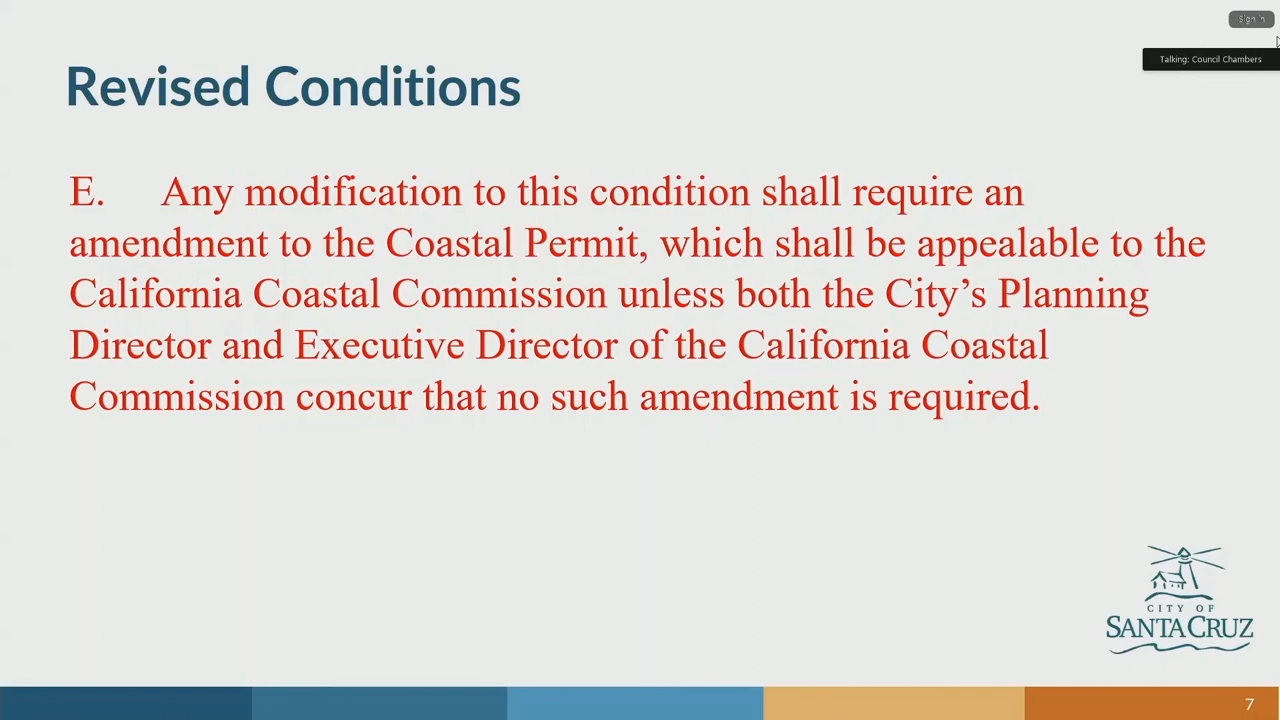 Sign in
Talking: Council Chambers
Revised Conditions
E. Any modification to this condition shall require an
amendment to the Coastal Permit, which shall be appealable to the
California Coastal Commission unless both the City’s Planning
Director and Executive Director of the California Coastal
Commission concur that no such amendment is required.
CITY OF
SANTA CRUZ
7